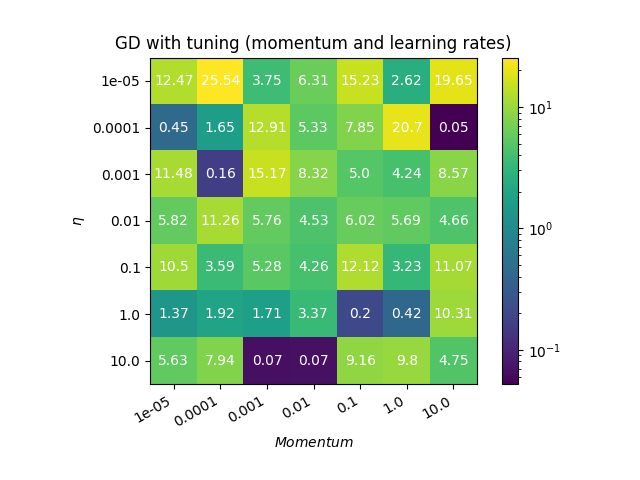 GD with tuning (momentum and learning rates)
1e-05 12.47 25.54 3.75 6.31 15.23 2.62 19.65
0.0001 0.45 1.65 12.91 5.33 7.85 20.7 0.05
0.001 11.48 0.16 15.17 8.32 5.0 4.24 8.57
0.01 5.82 11.26 5.76 4.53 6.02 5.69 4.66
0.1 10.5 3.59 5.28 4.26 12.12 3.23 11.07
1.0 1.37 1.92 1.71 3.37 0.2 0.42 10.31
10.0 5.63 7.94 0.07 0.07 9.16 9.8 4.75
η
1e-05 0.0001 0.001 0.01 0.1 1.0 10.0
Momentum
10¹
10⁰
10⁻¹